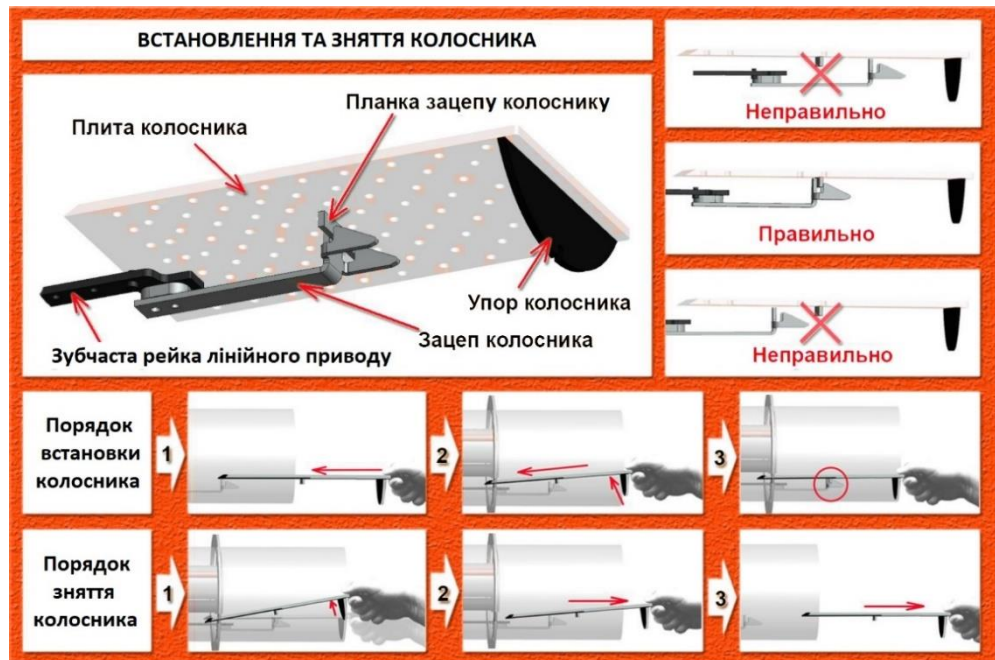 ВСТАНОВЛЕННЯ ТА ЗНЯТТЯ КОЛОСНИКА
Планка зацепу колоснику
Плита колосника
Упор колосника
Зацеп колосника
Зубчаста рейка лінійного приводу
Неправильно
Правильно
Неправильно
Порядок
встановки
колосника
1
2
3
Порядок
зняття
колосника
1
2
3